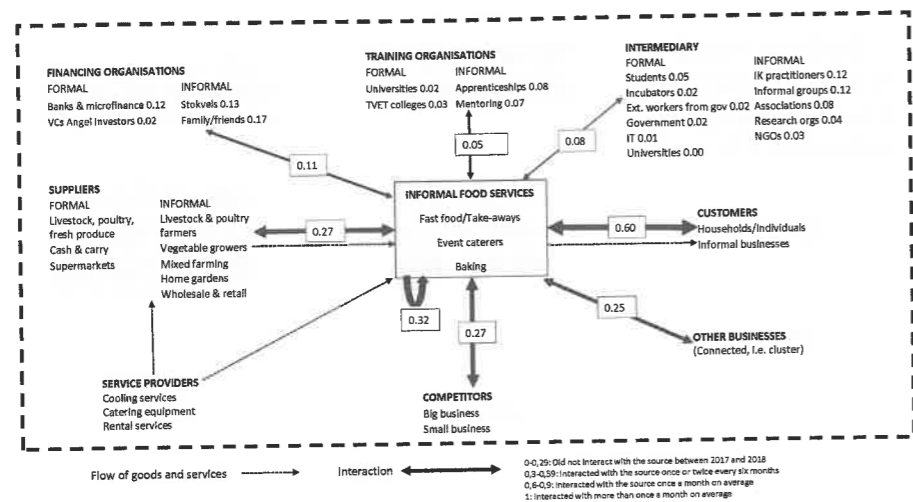 FINANCING ORGANISATIONS
FORMAL INFORMAL
Banks & microfinance 0.12 Stokvels 0.13
VCs Angel Investors 0.02 Family/friends 0.17
TRAINING ORGANISATIONS
FORMAL INFORMAL
Universities 0.02 Apprenticeships 0.08
TVET colleges 0.03 Mentoring 0.07
INTERMEDIARY
FORMAL INFORMAL
Students 0.05 IK practitioners 0.12
Incubators 0.02 Informal groups 0.12
Ext. workers from gov 0.02 Associations 0.08
Government 0.02 Research orgs 0.04
IT 0.01 NGOs 0.03
Universities 0.00
0.11
0.05
0.08
SUPPLIERS
FORMAL INFORMAL
Livestock, poultry, Livestock & poultry
fresh produce farmers
Cash & carry Vegetable growers
Supermarkets Mixed farming
Home gardens
Wholesale & retail
0.27
INFORMAL FOOD SERVICES
Fast food/Take-aways
Event caterers
Baking
0.60
CUSTOMERS
Households/Individuals
Informal businesses
0.32
0.27
0.25
OTHER BUSINESSES
(Connected, i.e. cluster)
SERVICE PROVIDERS
Cooling services
Catering equipment
Rental services
COMPETITORS
Big business
Small business
Flow of goods and services
Interaction
0-0,29: Did not interact with the source between 2017 and 2018
0,3-0,59: Interacted with the source once or twice every six months
0,6-0,9: Interacted with the source once a month on average
1: Interacted with more than once a month on average